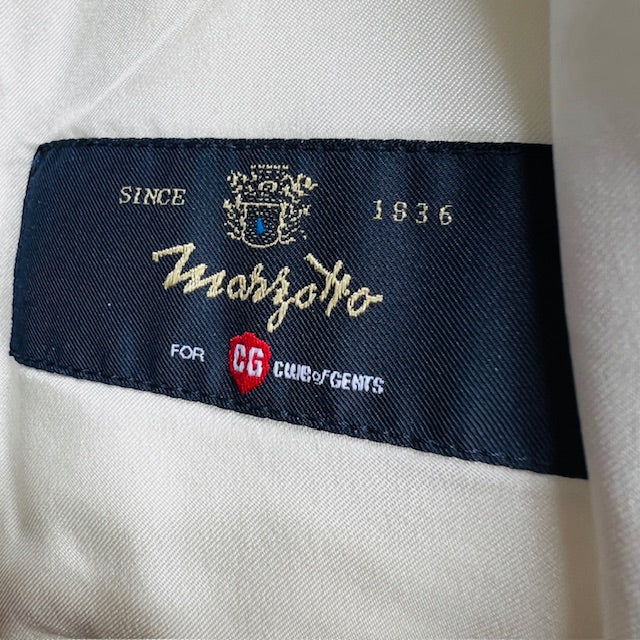 SINCE 1836
Marzotto
FOR CG CLUB of GENTS